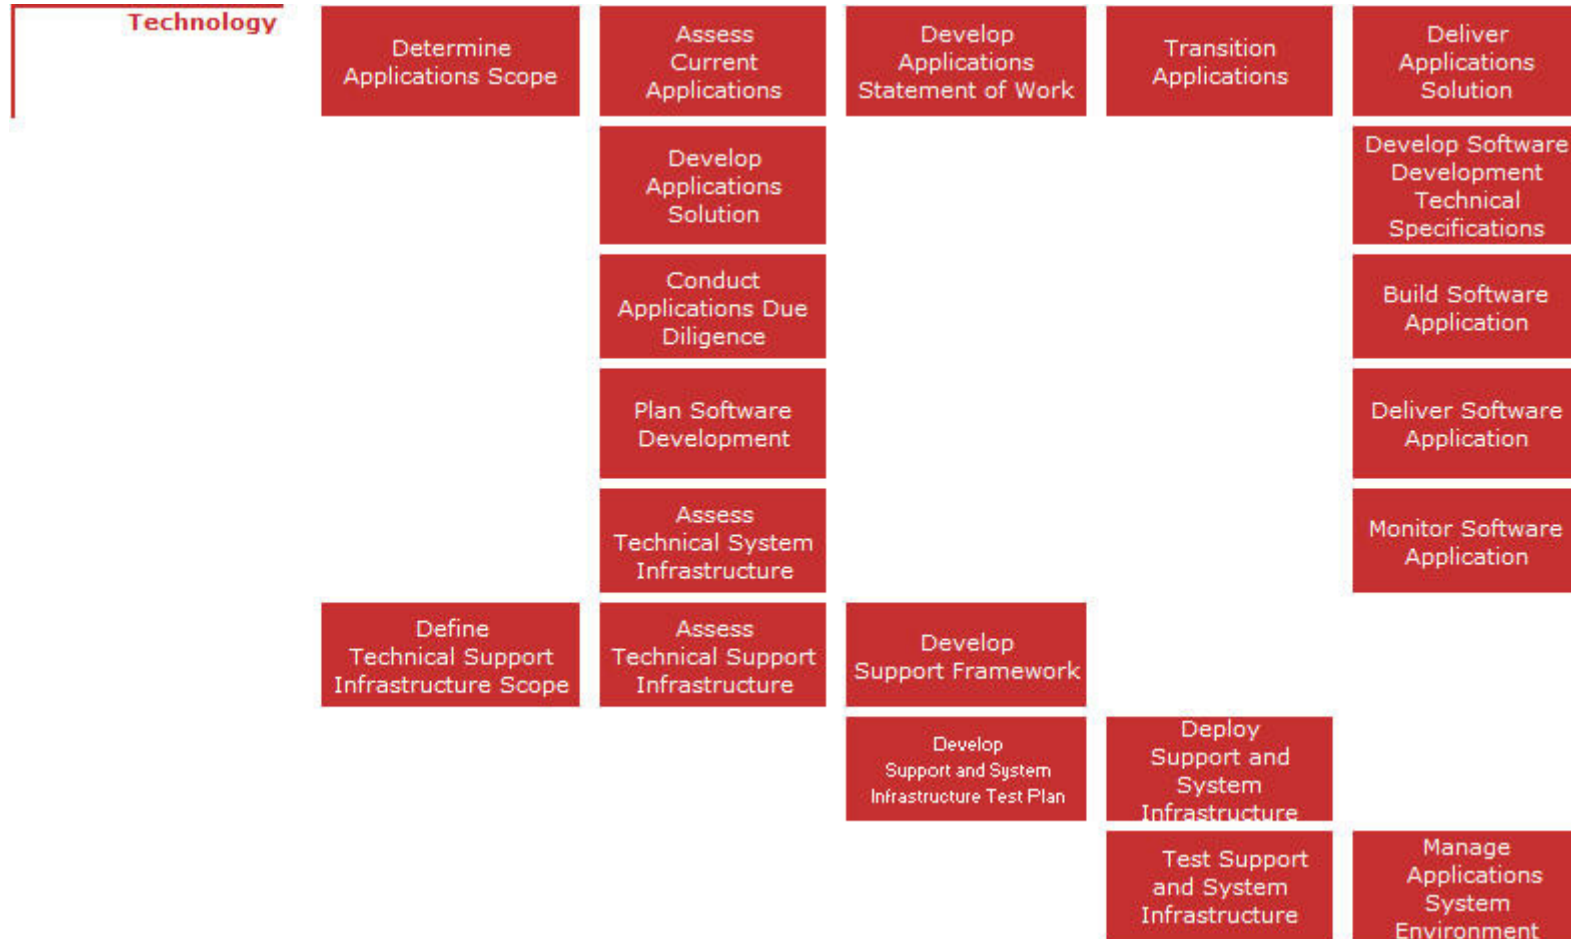 Technology
Determine
Applications Scope
Assess
Current
Applications
Develop
Applications
Statement of Work
Transition
Applications
Deliver
Applications
Solution
Develop
Applications
Solution
Develop Software
Development
Technical
Specifications
Conduct
Applications Due
Diligence
Build Software
Application
Plan Software
Development
Deliver Software
Application
Assess
Technical System
Infrastructure
Monitor Software
Application
Define
Technical Support
Infrastructure Scope
Assess
Technical Support
Infrastructure
Develop
Support Framework
Develop
Support and System
Infrastructure Test Plan
Deploy
Support and
System
Infrastructure
Test Support
and System
Infrastructure
Manage
Applications
System
Environment